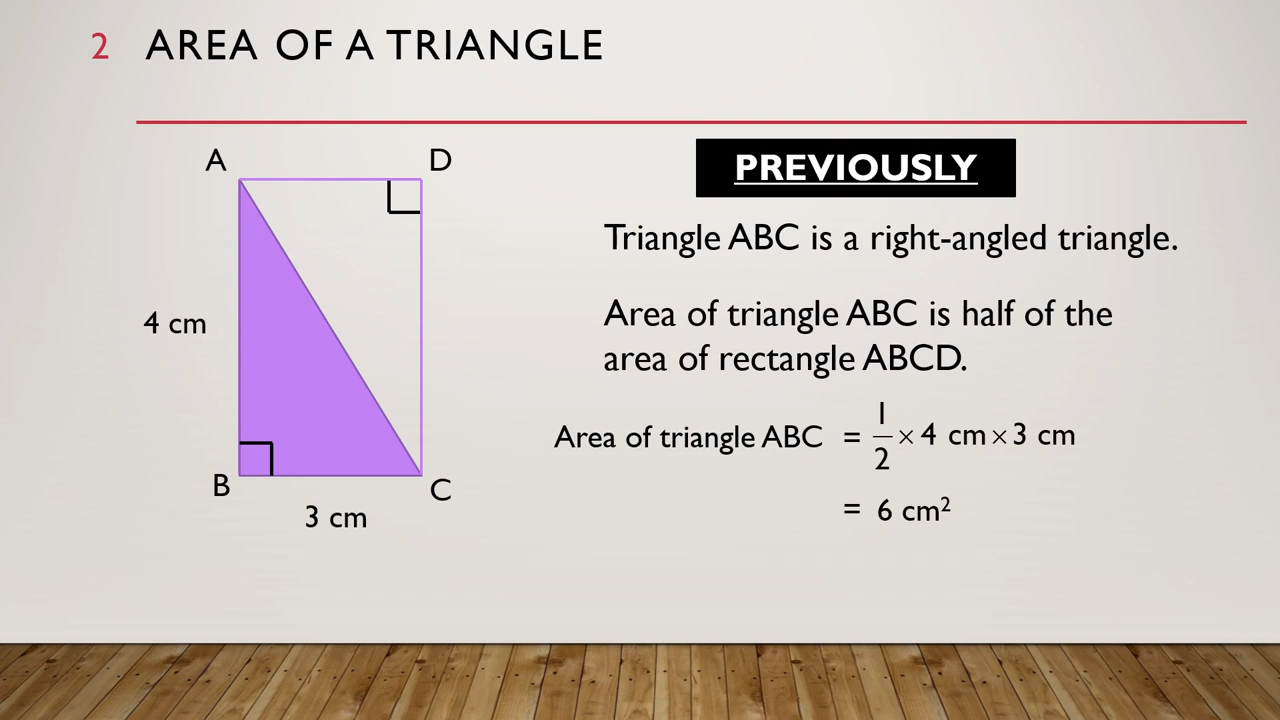 2 AREA OF A TRIANGLE
A D
PREVIOUSLY
Triangle ABC is a right-angled triangle.
Area of triangle ABC is half of the
4 cm
area of rectangle ABCD.
Area of triangle ABC = 1/2 × 4 cm × 3 cm
B C
= 6 cm²
3 cm